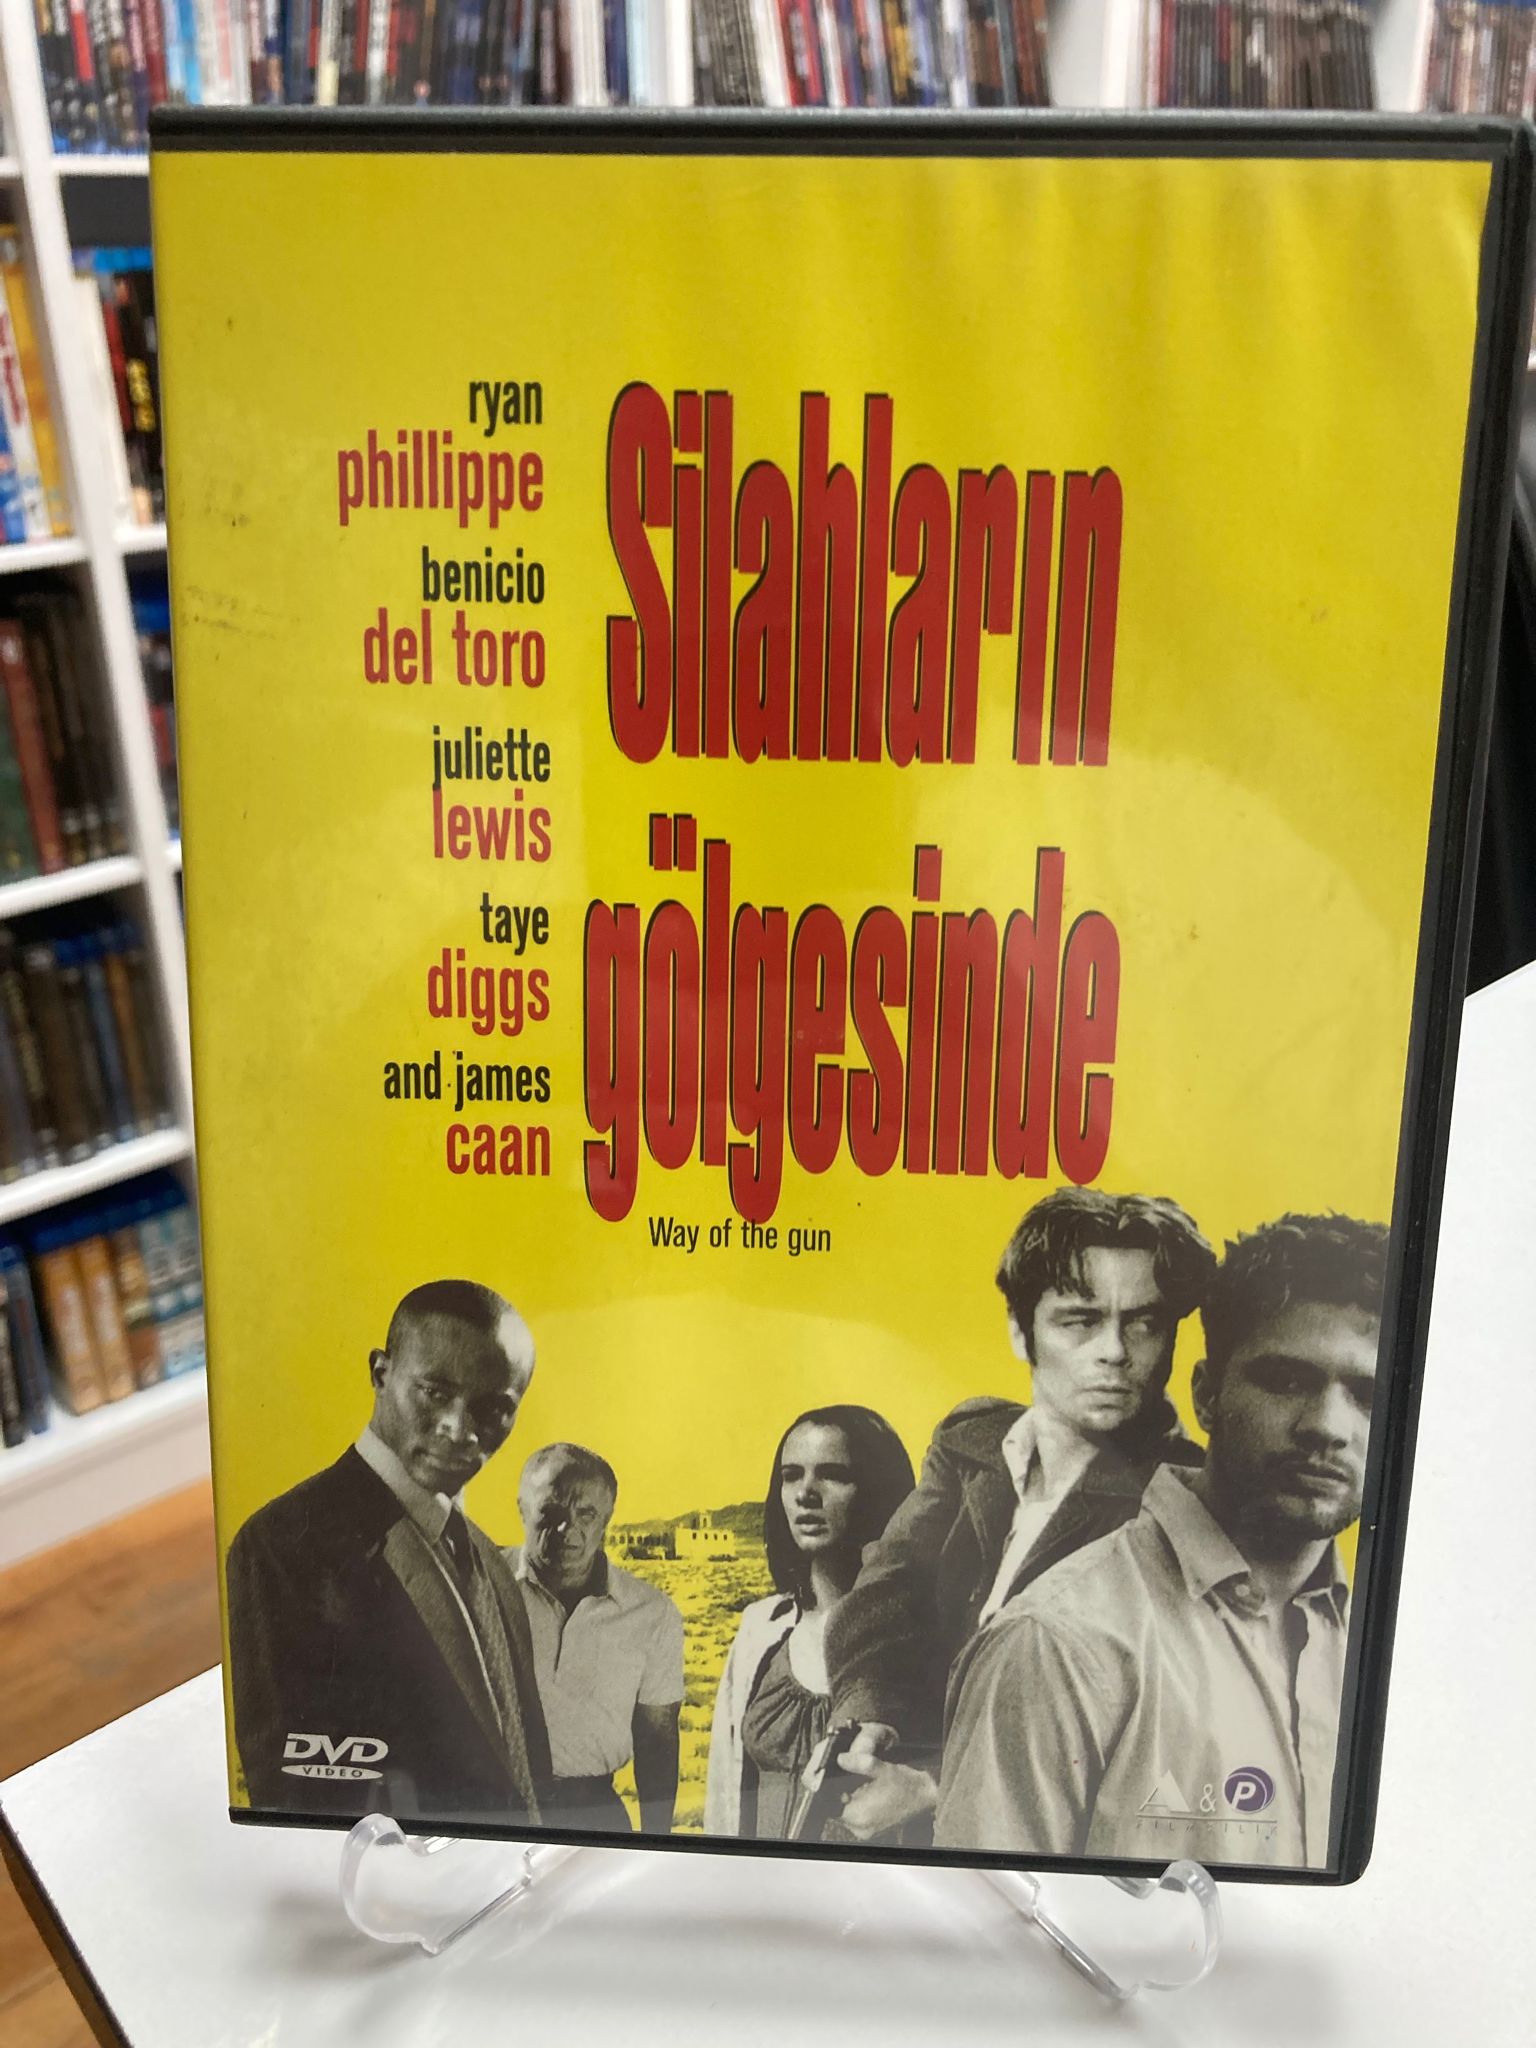 ryan
phillippe
benicio
del toro
juliette
lewis
taye
diggs
and james
caan
Silahların
gölgesinde
Way of the gun
DVD
VIDEO
A & P